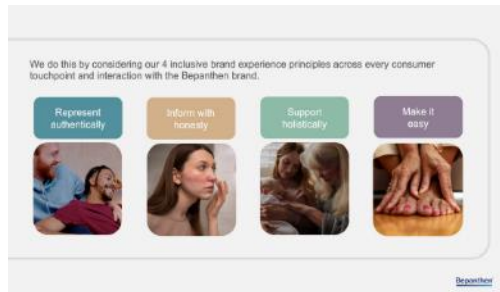 We do this by considering our 4 inclusive brand experience principles across every consumer
touchpoint and interaction with the Bepanthen brand.
Represent
authentically
Inform with
honesty
Support
holistically
Make it
easy
Bepanthen